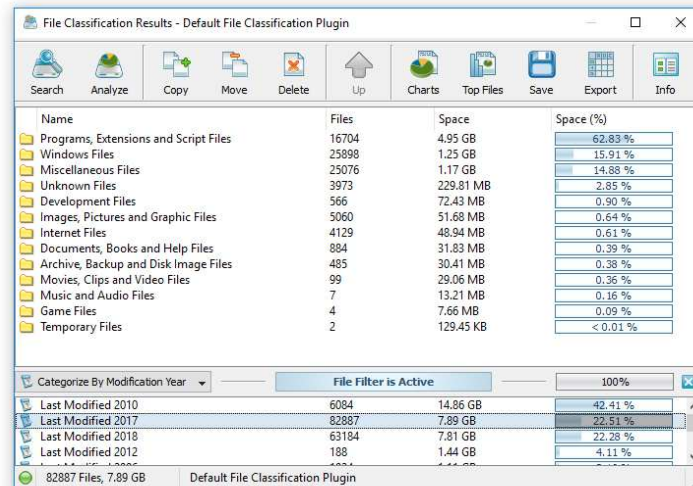 File Classification Results - Default File Classification Plugin
Search Analyze Copy Move Delete Up Charts Top Files Save Export Info
Name Files Space Space (%)
Programs, Extensions and Script Files 16704 4.95 GB 62.83 %
Windows Files 25898 1.25 GB 15.91 %
Miscellaneous Files 25076 1.17 GB 14.88 %
Unknown Files 3973 229.81 MB 2.85 %
Development Files 566 72.43 MB 0.90 %
Images, Pictures and Graphic Files 5060 51.68 MB 0.64 %
Internet Files 4129 48.94 MB 0.61 %
Documents, Books and Help Files 884 31.83 MB 0.39 %
Archive, Backup and Disk Image Files 485 30.41 MB 0.38 %
Movies, Clips and Video Files 99 29.06 MB 0.36 %
Music and Audio Files 7 13.21 MB 0.16 %
Game Files 4 7.66 MB 0.09 %
Temporary Files 2 129.45 KB < 0.01 %
Categorize By Modification Year File Filter is Active 100%
Last Modified 2010 6084 14.86 GB 42.41 %
Last Modified 2017 82887 7.89 GB 22.51 %
Last Modified 2018 63184 7.81 GB 22.28 %
Last Modified 2012 188 1.44 GB 4.11 %
82887 Files, 7.89 GB Default File Classification Plugin